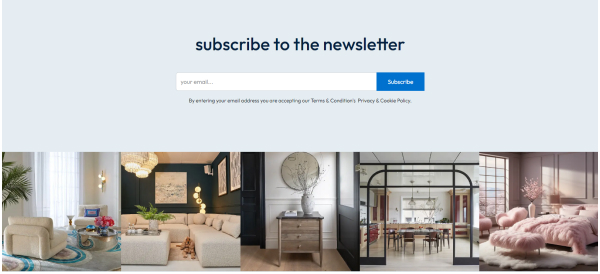 subscribe to the newsletter
your email...
Subscribe
By entering your email address you are accepting our Terms & Condition's Privacy & Cookie Policy.